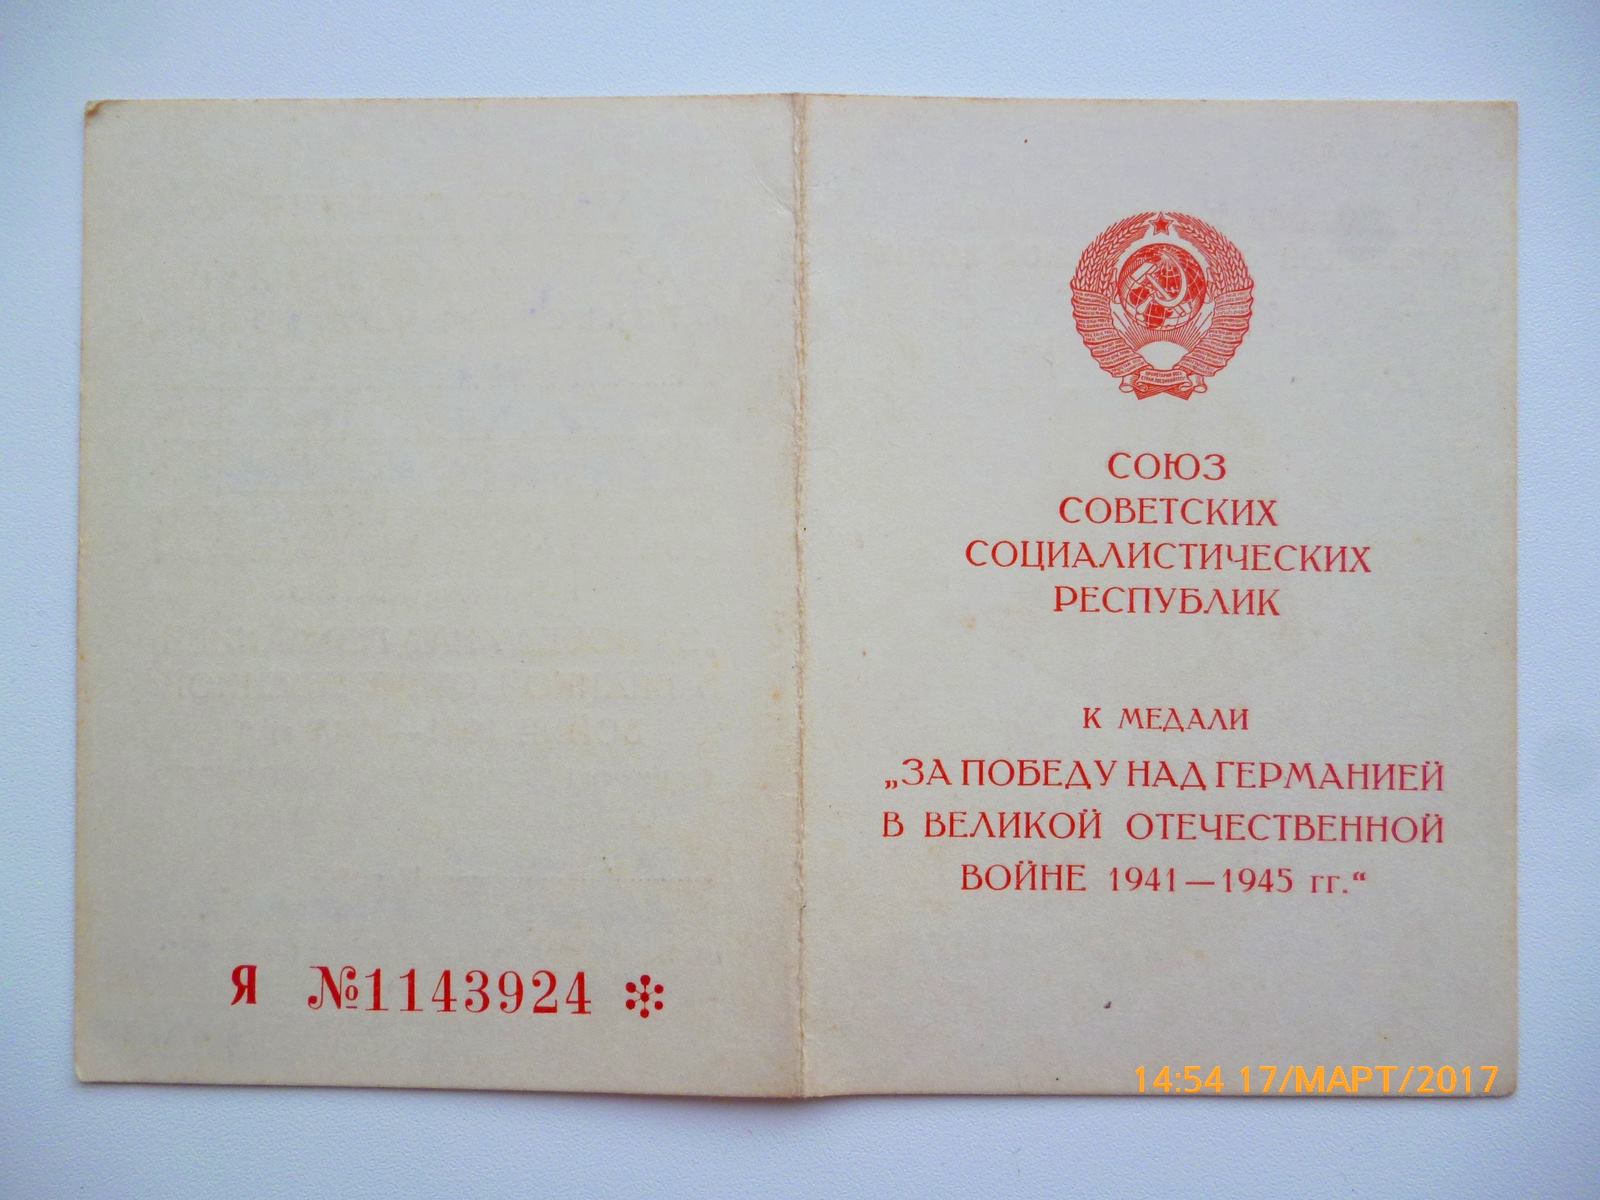 Я №1143924
СОЮЗ
СОВЕТСКИХ
СОЦИАЛИСТИЧЕСКИХ
РЕСПУБЛИК
К МЕДАЛИ
„ЗА ПОБЕДУ НАД ГЕРМАНИЕЙ
В ВЕЛИКОЙ ОТЕЧЕСТВЕННОЙ
ВОЙНЕ 1941—1945 гг.“
14:54 17/МАРТ/2017